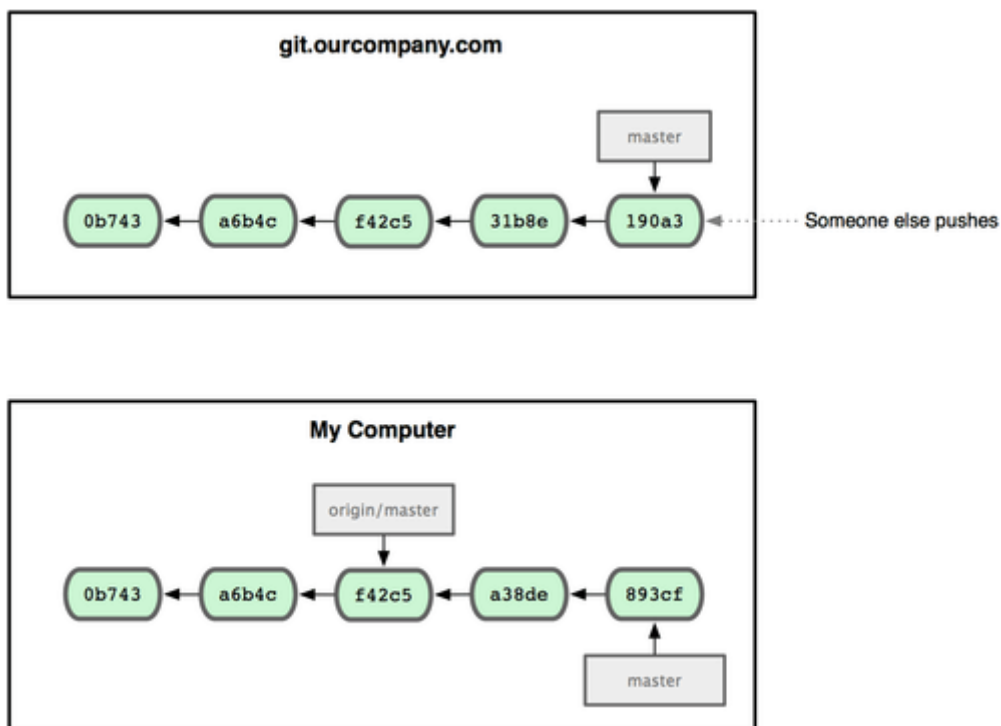 git.ourcompany.com
master
0b743 a6b4c f42c5 31b8e 190a3 Someone else pushes
My Computer
origin/master
0b743 a6b4c f42c5 a38de 893cf
master